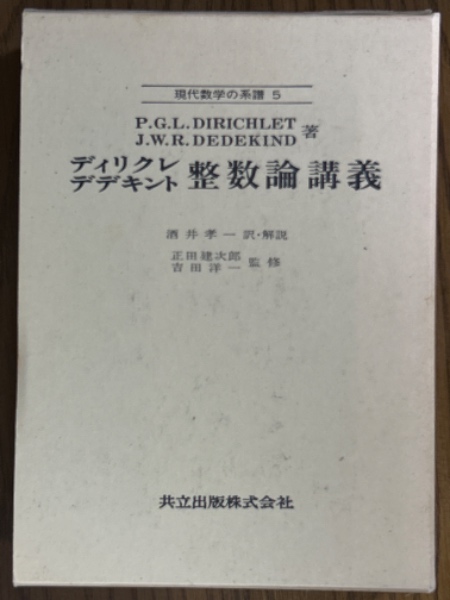 現代数学の系譜 5
P.G.L.DIRICHLET
J.W.R.DEDEKIND 著
ディリクレ
デデキント 整数論講義
酒井孝一 訳・解説
正田建次郎
吉田洋一 監修
共立出版株式会社